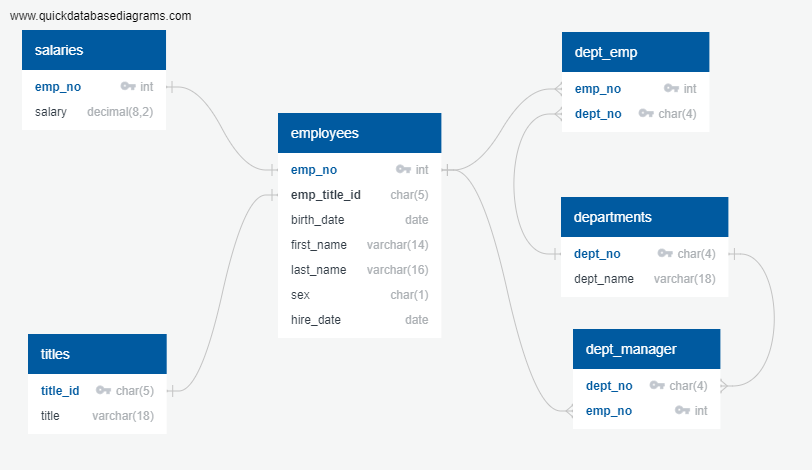 www.quickdatabasediagrams.com
salaries
emp_no int
salary decimal(8,2)
employees
emp_no int
emp_title_id char(5)
birth_date date
first_name varchar(14)
last_name varchar(16)
sex char(1)
hire_date date
titles
title_id char(5)
title varchar(18)
dept_emp
emp_no int
dept_no char(4)
departments
dept_no char(4)
dept_name varchar(18)
dept_manager
dept_no char(4)
emp_no int